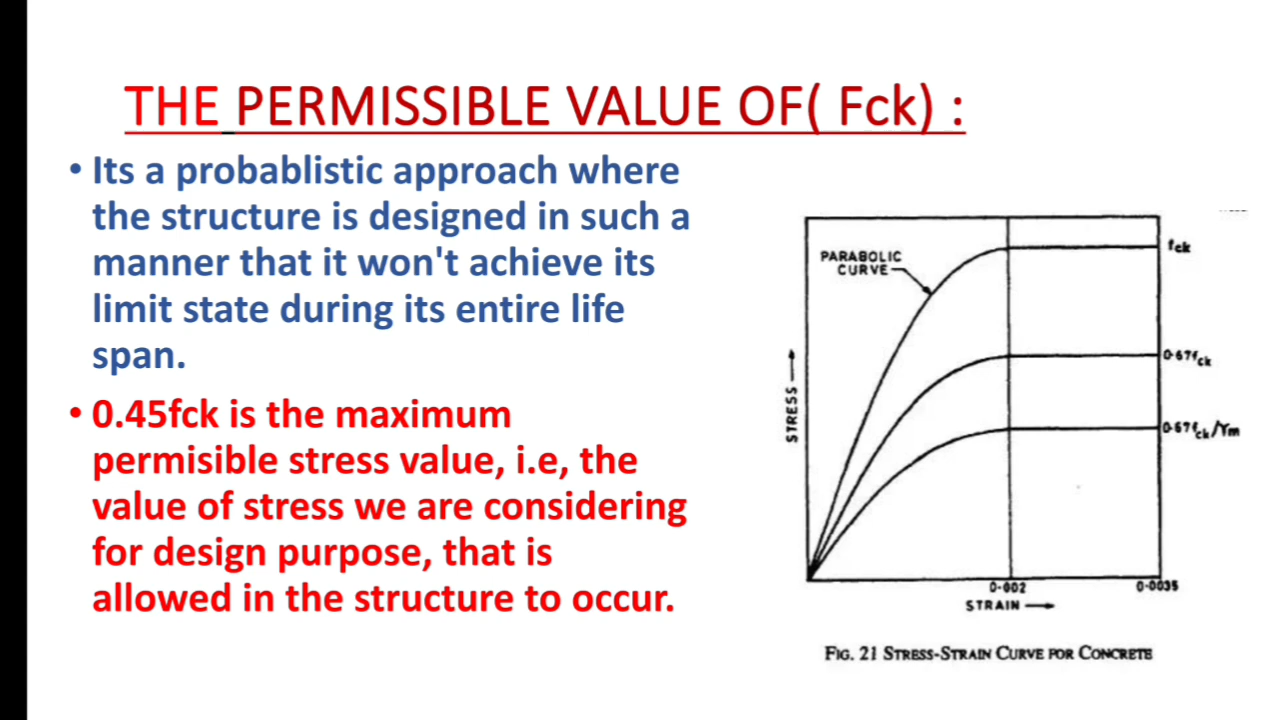 THE PERMISSIBLE VALUE OF( Fck) :
• Its a probablistic approach where
the structure is designed in such a
manner that it won't achieve its
limit state during its entire life
span.
• 0.45fck is the maximum
permisible stress value, i.e, the
value of stress we are considering
for design purpose, that is
allowed in the structure to occur.
PARABOLIC
CURVE
fck
0.67fck
0.67fck/γm
STRESS
0.002
0.0035
STRAIN
FIG. 21 STRESS-STRAIN CURVE FOR CONCRETE